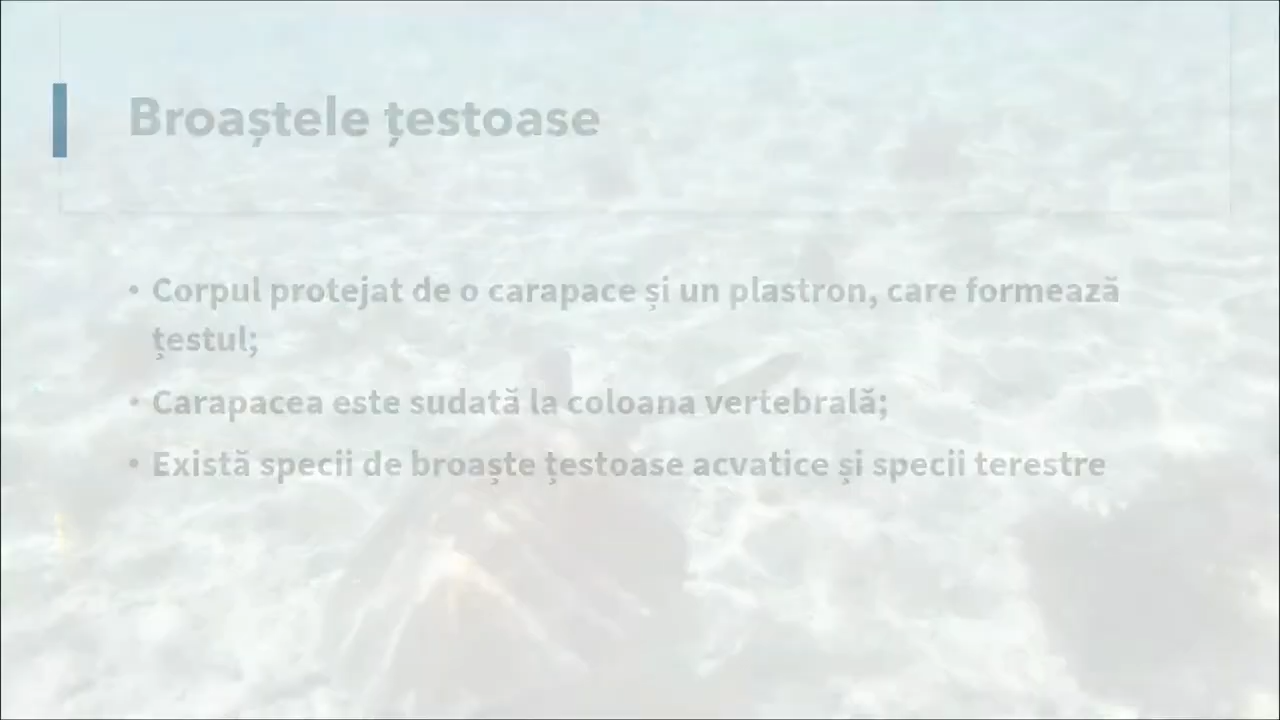 Broaștele țestoase
• Corpul protejat de o carapace și un plastron, care formează
țestul;
• Carapacea este sudată la coloana vertebrală;
• Există specii de broaște țestoase acvatice și specii terestre